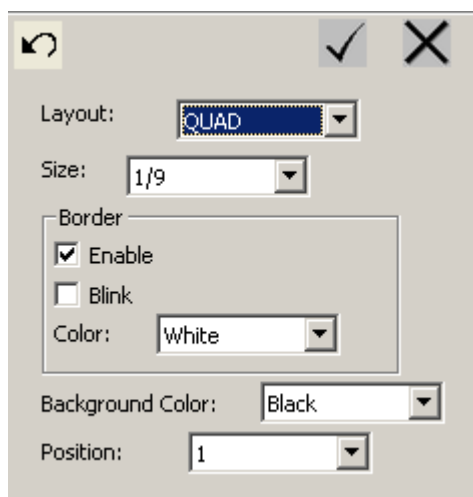 Layout: QUAD
Size: 1/9
Border
Enable
Blink
Color: White
Background Color: Black
Position: 1